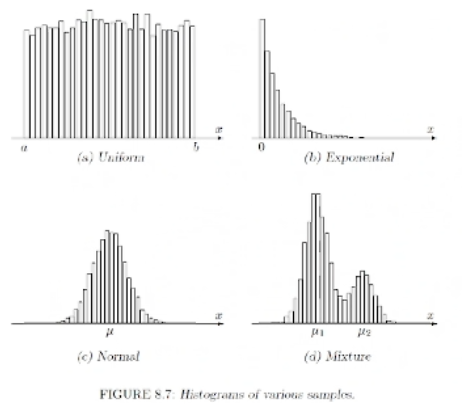 x x
a b 0
(a) Uniform (b) Exponential
x x
μ μ1 μ2
(c) Normal (d) Mixture
FIGURE 8.7: Histograms of various samples.